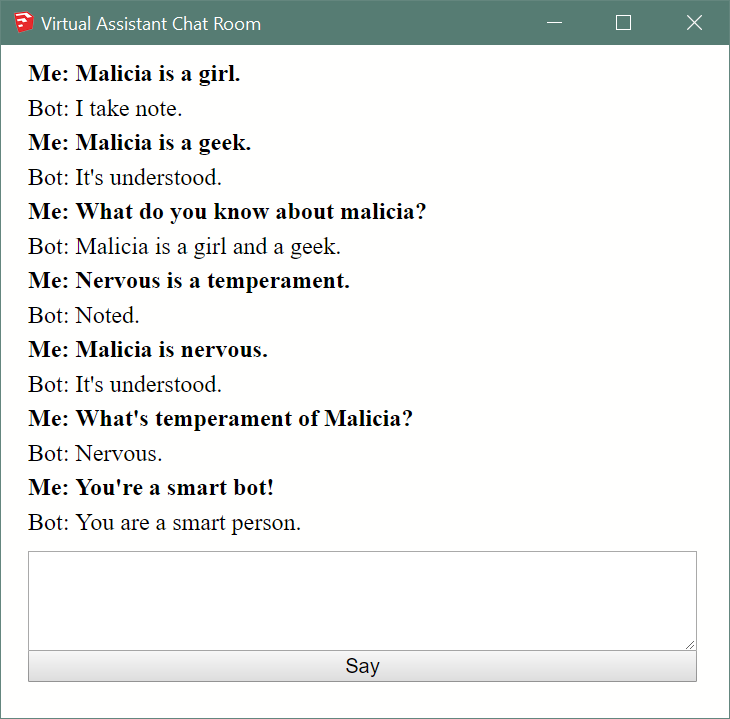 Virtual Assistant Chat Room
Me: Malicia is a girl.
Bot: I take note.
Me: Malicia is a geek.
Bot: It's understood.
Me: What do you know about malicia?
Bot: Malicia is a girl and a geek.
Me: Nervous is a temperament.
Bot: Noted.
Me: Malicia is nervous.
Bot: It's understood.
Me: What's temperament of Malicia?
Bot: Nervous.
Me: You're a smart bot!
Bot: You are a smart person.
Say